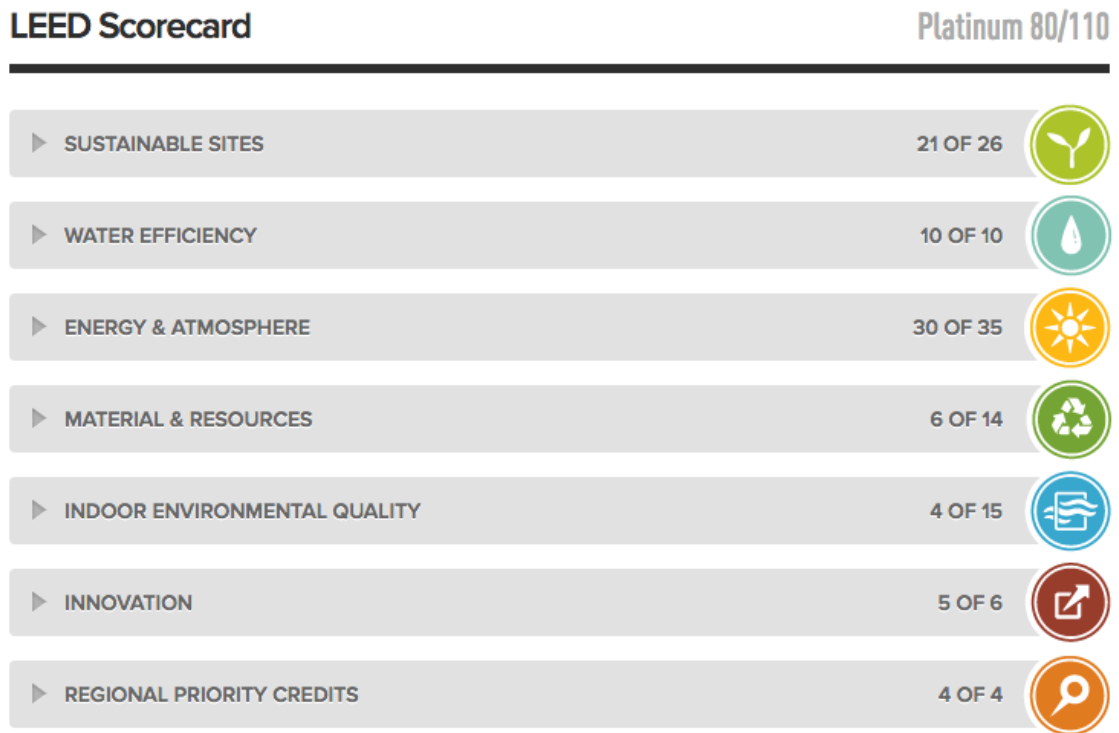 LEED Scorecard Platinum 80/110
SUSTAINABLE SITES 21 OF 26
WATER EFFICIENCY 10 OF 10
ENERGY & ATMOSPHERE 30 OF 35
MATERIAL & RESOURCES 6 OF 14
INDOOR ENVIRONMENTAL QUALITY 4 OF 15
INNOVATION 5 OF 6
REGIONAL PRIORITY CREDITS 4 OF 4